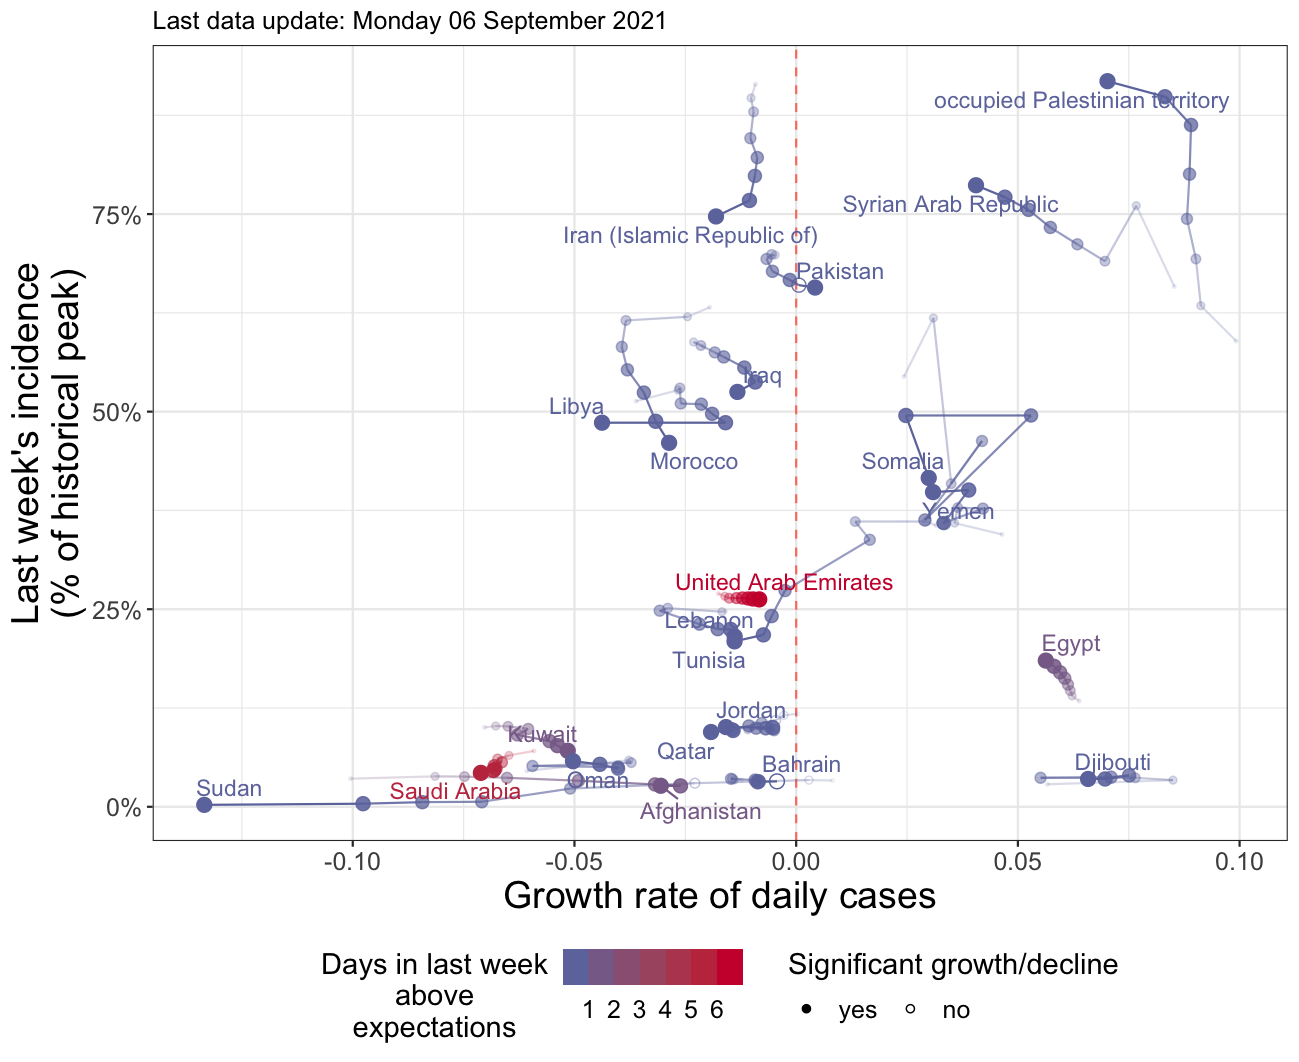 Last data update: Monday 06 September 2021
Last week's incidence
(% of historical peak)
75%
50%
25%
0%
occupied Palestinian territory
Syrian Arab Republic
Iran (Islamic Republic of)
Pakistan
Iraq
Libya
Morocco
Somalia
Yemen
United Arab Emirates
Lebanon
Tunisia
Egypt
Jordan
Kuwait
Qatar
Bahrain
Djibouti
Oman
Sudan
Saudi Arabia
Afghanistan
-0.10 -0.05 0.00 0.05 0.10
Growth rate of daily cases
Days in last week
above
expectations
1 2 3 4 5 6
Significant growth/decline
yes no